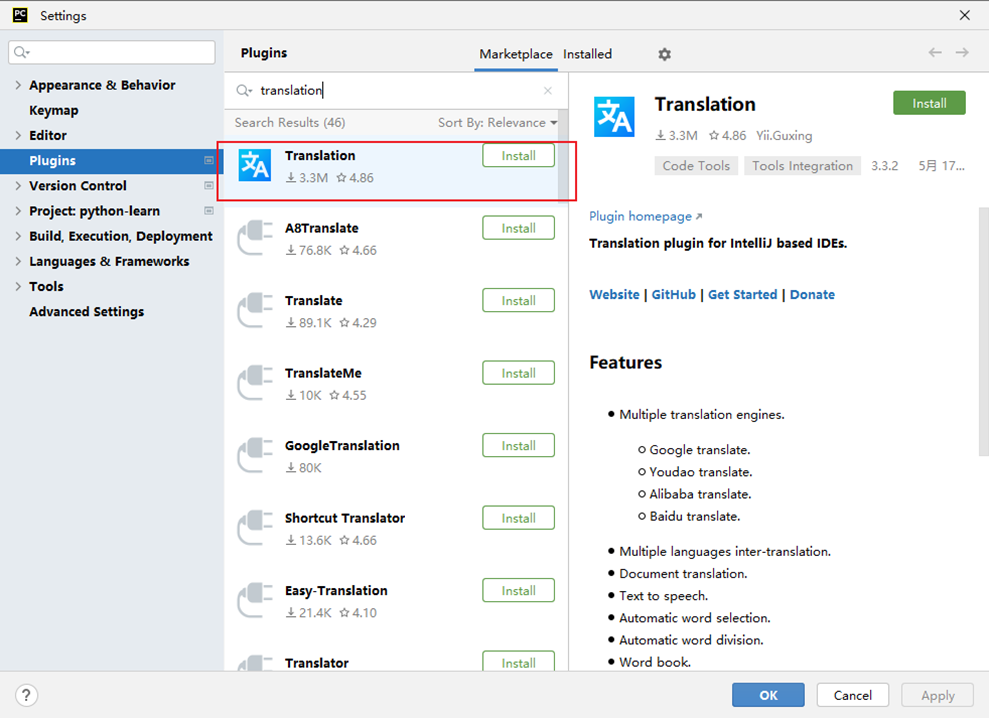 PC Settings
Plugins
Marketplace Installed
Appearance & Behavior
Keymap
Editor
Plugins
Version Control
Project: python-learn
Build, Execution, Deployment
Languages & Frameworks
Tools
Advanced Settings
translation
Search Results (46) Sort By: Relevance
Translation Install
3.3M 4.86
A8Translate Install
76.8K 4.66
Translate Install
89.1K 4.29
TranslateMe Install
10K 4.55
GoogleTranslation Install
80K
Shortcut Translator Install
13.6K 4.66
Easy-Translation Install
21.4K 4.10
Translator Install
文A Translation Install
3.3M 4.86 Yii.Guxing
Code Tools Tools Integration 3.3.2 5月 17...
Plugin homepage ↗
Translation plugin for IntelliJ based IDEs.
Website | GitHub | Get Started | Donate
Features
Multiple translation engines.
Google translate.
Youdao translate.
Alibaba translate.
Baidu translate.
Multiple languages inter-translation.
Document translation.
Text to speech.
Automatic word selection.
Automatic word division.
Word book.
? OK Cancel Apply